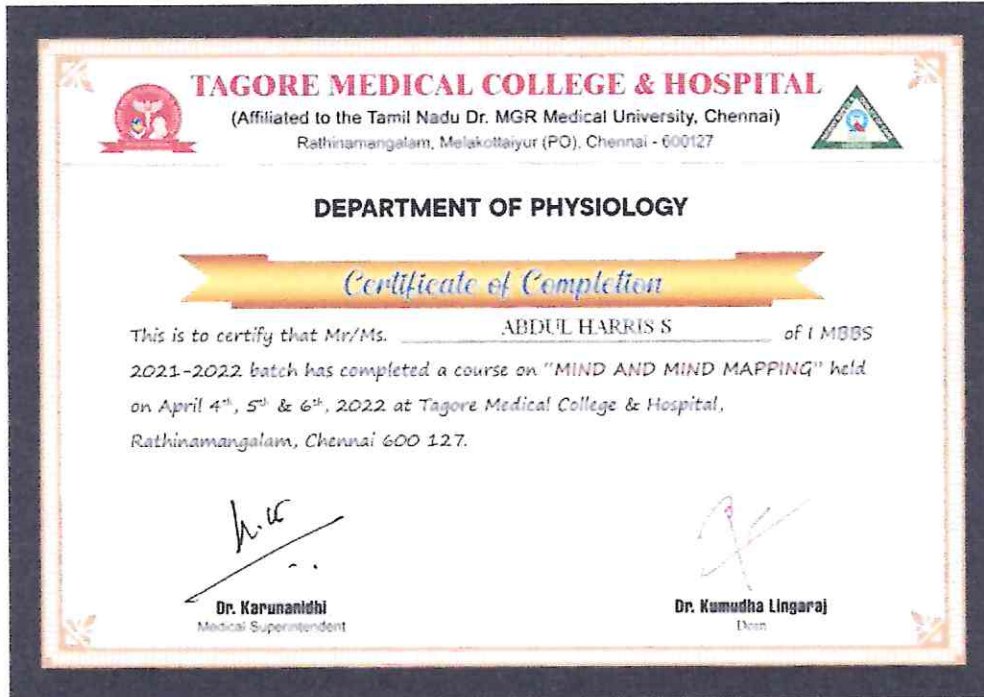 TAGORE MEDICAL COLLEGE & HOSPITAL
(Affiliated to the Tamil Nadu Dr. MGR Medical University, Chennai)
Rathinamangalam, Melakottaiyur (PO), Chennai - 600127
DEPARTMENT OF PHYSIOLOGY
Certificate of Completion
This is to certify that Mr/Ms. ABDUL HARRIS S of I MBBS
2021-2022 batch has completed a course on "MIND AND MIND MAPPING" held
on April 4th, 5th & 6th, 2022 at Tagore Medical College & Hospital,
Rathinamangalam, Chennai 600 127.
Dr. Karunanidhi
Medical Superintendent
Dr. Kumudha Lingaraj
Dean